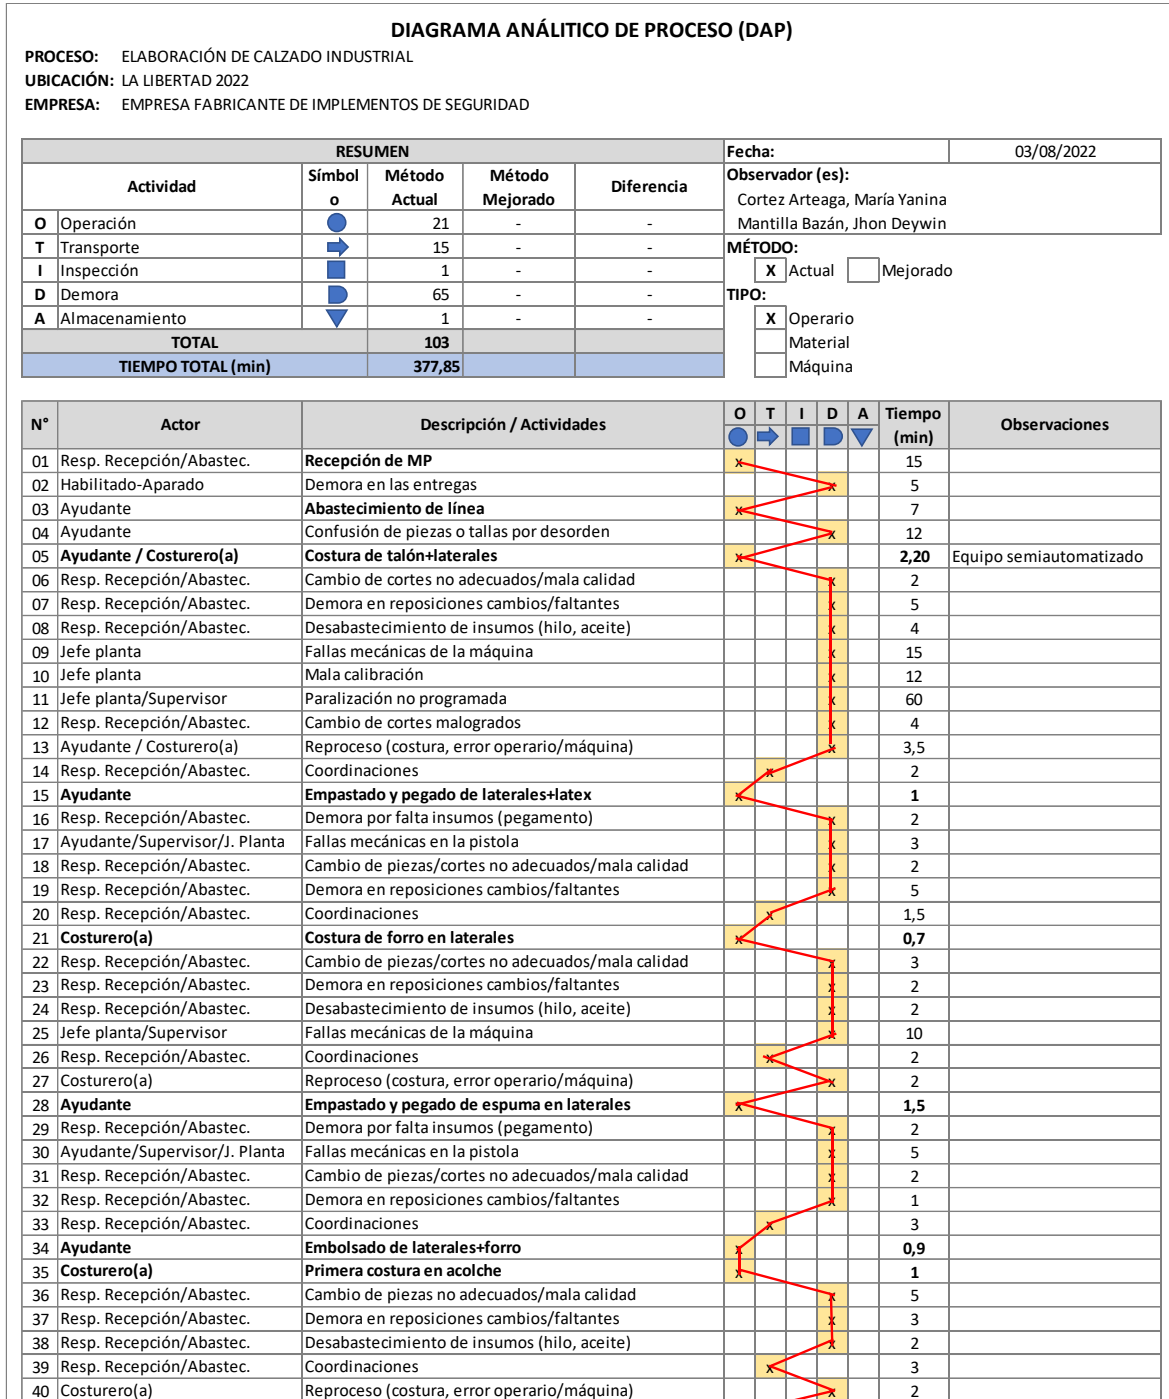 DIAGRAMA ANÁLITICO DE PROCESO (DAP)
PROCESO: ELABORACIÓN DE CALZADO INDUSTRIAL
UBICACIÓN: LA LIBERTAD 2022
EMPRESA: EMPRESA FABRICANTE DE IMPLEMENTOS DE SEGURIDAD
RESUMEN
Actividad Símbolo Método Actual Método Mejorado Diferencia
O Operación 21 - -
T Transporte 15 - -
I Inspección 1 - -
D Demora 65 - -
A Almacenamiento 1 - -
TOTAL 103
TIEMPO TOTAL (min) 377,85
Fecha: 03/08/2022
Observador (es):
Cortez Arteaga, María Yanina
Mantilla Bazán, Jhon Deywin
MÉTODO:
X Actual Mejorado
TIPO:
X Operario
Material
Máquina
N° Actor Descripción / Actividades O T I D A Tiempo (min) Observaciones
01 Resp. Recepción/Abastec. Recepción de MP x 15
02 Habilitado-Aparado Demora en las entregas x 5
03 Ayudante Abastecimiento de línea x 7
04 Ayudante Confusión de piezas o tallas por desorden x 12
05 Ayudante / Costurero(a) Costura de talón+laterales x 2,20 Equipo semiautomatizado
06 Resp. Recepción/Abastec. Cambio de cortes no adecuados/mala calidad x 2
07 Resp. Recepción/Abastec. Demora en reposiciones cambios/faltantes x 5
08 Resp. Recepción/Abastec. Desabastecimiento de insumos (hilo, aceite) x 4
09 Jefe planta Fallas mecánicas de la máquina x 15
10 Jefe planta Mala calibración x 12
11 Jefe planta/Supervisor Paralización no programada x 60
12 Resp. Recepción/Abastec. Cambio de cortes malogrados x 4
13 Ayudante / Costurero(a) Reproceso (costura, error operario/máquina) x 3,5
14 Resp. Recepción/Abastec. Coordinaciones x 2
15 Ayudante Empastado y pegado de laterales+latex x 1
16 Resp. Recepción/Abastec. Demora por falta insumos (pegamento) x 2
17 Ayudante/Supervisor/J. Planta Fallas mecánicas en la pistola x 3
18 Resp. Recepción/Abastec. Cambio de piezas/cortes no adecuados/mala calidad x 2
19 Resp. Recepción/Abastec. Demora en reposiciones cambios/faltantes x 5
20 Resp. Recepción/Abastec. Coordinaciones x 1,5
21 Costurero(a) Costura de forro en laterales x 0,7
22 Resp. Recepción/Abastec. Cambio de piezas/cortes no adecuados/mala calidad x 3
23 Resp. Recepción/Abastec. Demora en reposiciones cambios/faltantes x 2
24 Resp. Recepción/Abastec. Desabastecimiento de insumos (hilo, aceite) x 2
25 Jefe planta/Supervisor Fallas mecánicas de la máquina x 10
26 Resp. Recepción/Abastec. Coordinaciones x 2
27 Costurero(a) Reproceso (costura, error operario/máquina) x 2
28 Ayudante Empastado y pegado de espuma en laterales x 1,5
29 Resp. Recepción/Abastec. Demora por falta insumos (pegamento) x 2
30 Ayudante/Supervisor/J. Planta Fallas mecánicas en la pistola x 5
31 Resp. Recepción/Abastec. Cambio de piezas/cortes no adecuados/mala calidad x 2
32 Resp. Recepción/Abastec. Demora en reposiciones cambios/faltantes x 1
33 Resp. Recepción/Abastec. Coordinaciones x 3
34 Ayudante Embolsado de laterales+forro x 0,9
35 Costurero(a) Primera costura en acolche x 1
36 Resp. Recepción/Abastec. Cambio de piezas no adecuados/mala calidad x 5
37 Resp. Recepción/Abastec. Demora en reposiciones cambios/faltantes x 3
38 Resp. Recepción/Abastec. Desabastecimiento de insumos (hilo, aceite) x 2
39 Resp. Recepción/Abastec. Coordinaciones x 3
40 Costurero(a) Reproceso (costura, error operario/máquina) x 2